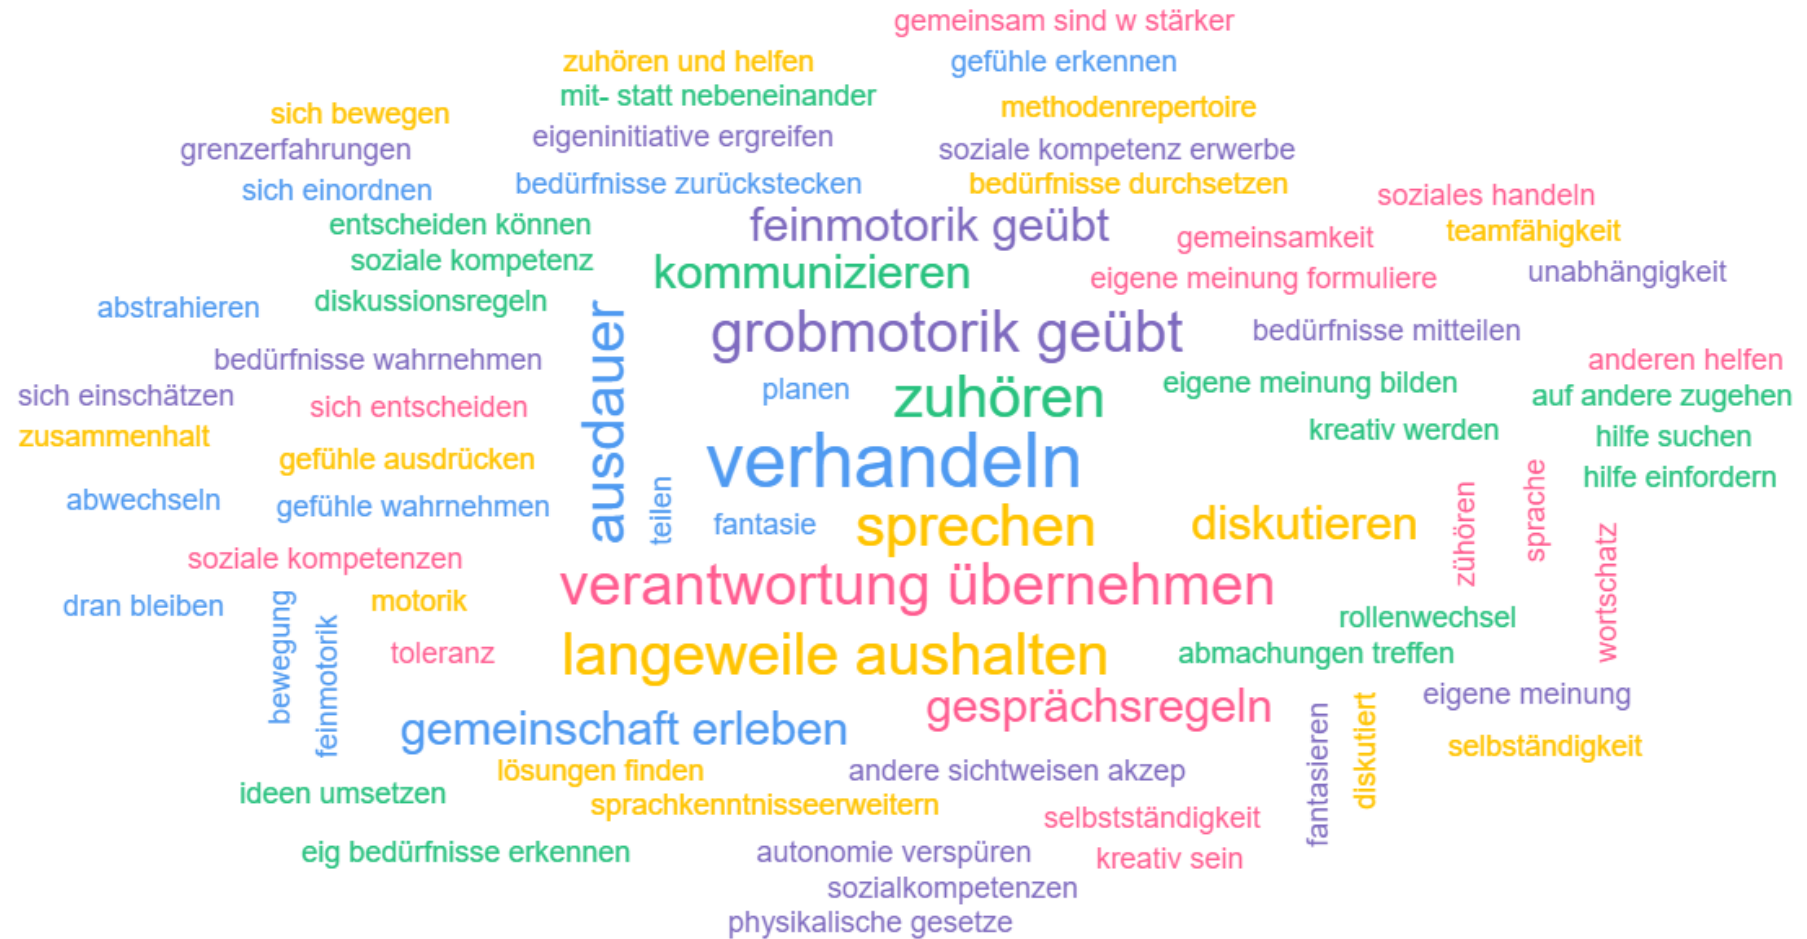 gemeinsam sind w stärker
zuhören und helfen
gefühle erkennen
mit- statt nebeneinander
methodenrepertoire
sich bewegen
eigeninitiative ergreifen
grenzerfahrungen
soziale kompetenz erwerbe
sich einordnen
bedürfnisse zurückstecken
bedürfnisse durchsetzen
soziales handeln
entscheiden können
feinmotorik geübt
gemeinsamkeit
teamfähigkeit
soziale kompetenz
kommunizieren
eigene meinung formuliere
unabhängigkeit
abstrahieren
diskussionsregeln
ausdauer
grobmotorik geübt
bedürfnisse mitteilen
bedürfnisse wahrnehmen
anderen helfen
sich einschätzen
sich entscheiden
planen
zuhören
eigene meinung bilden
auf andere zugehen
zusammenhalt
kreativ werden
hilfe suchen
gefühle ausdrücken
verhandeln
hilfe einfordern
abwechseln
gefühle wahrnehmen
teilen
fantasie
sprechen
diskutieren
zühören
sprache
wortschatz
soziale kompetenzen
verantwortung übernehmen
dran bleiben
bewegung
feinmotorik
motorik
rollenwechsel
toleranz
langeweile aushalten
abmachungen treffen
gemeinschaft erleben
gesprächsregeln
fantasieren
diskutiert
eigene meinung
selbständigkeit
lösungen finden
andere sichtweisen akzep
ideen umsetzen
sprachkenntnisseerweitern
selbstständigkeit
eig bedürfnisse erkennen
autonomie verspüren
kreativ sein
sozialkompetenzen
physikalische gesetze